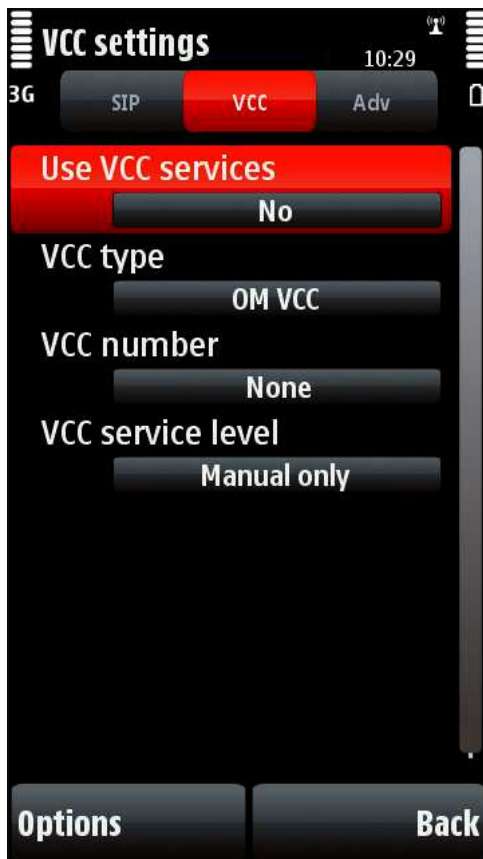 VCC settings
10:29
3G
SIP VCC Adv
Use VCC services
No
VCC type
OM VCC
VCC number
None
VCC service level
Manual only
Options Back